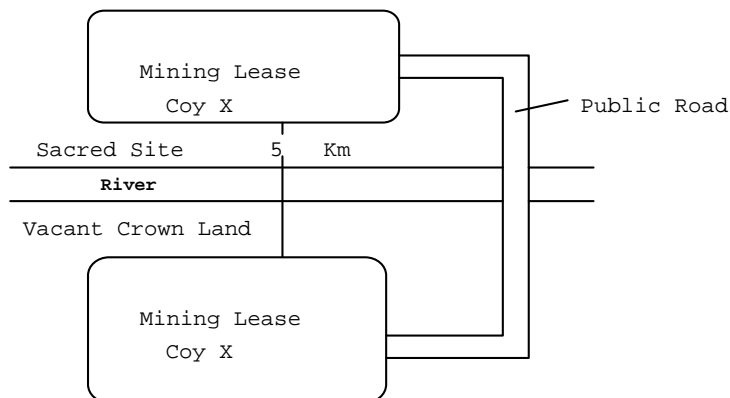 Mining Lease
Coy X
Public Road
Sacred Site 5 Km
River
Vacant Crown Land
Mining Lease
Coy X